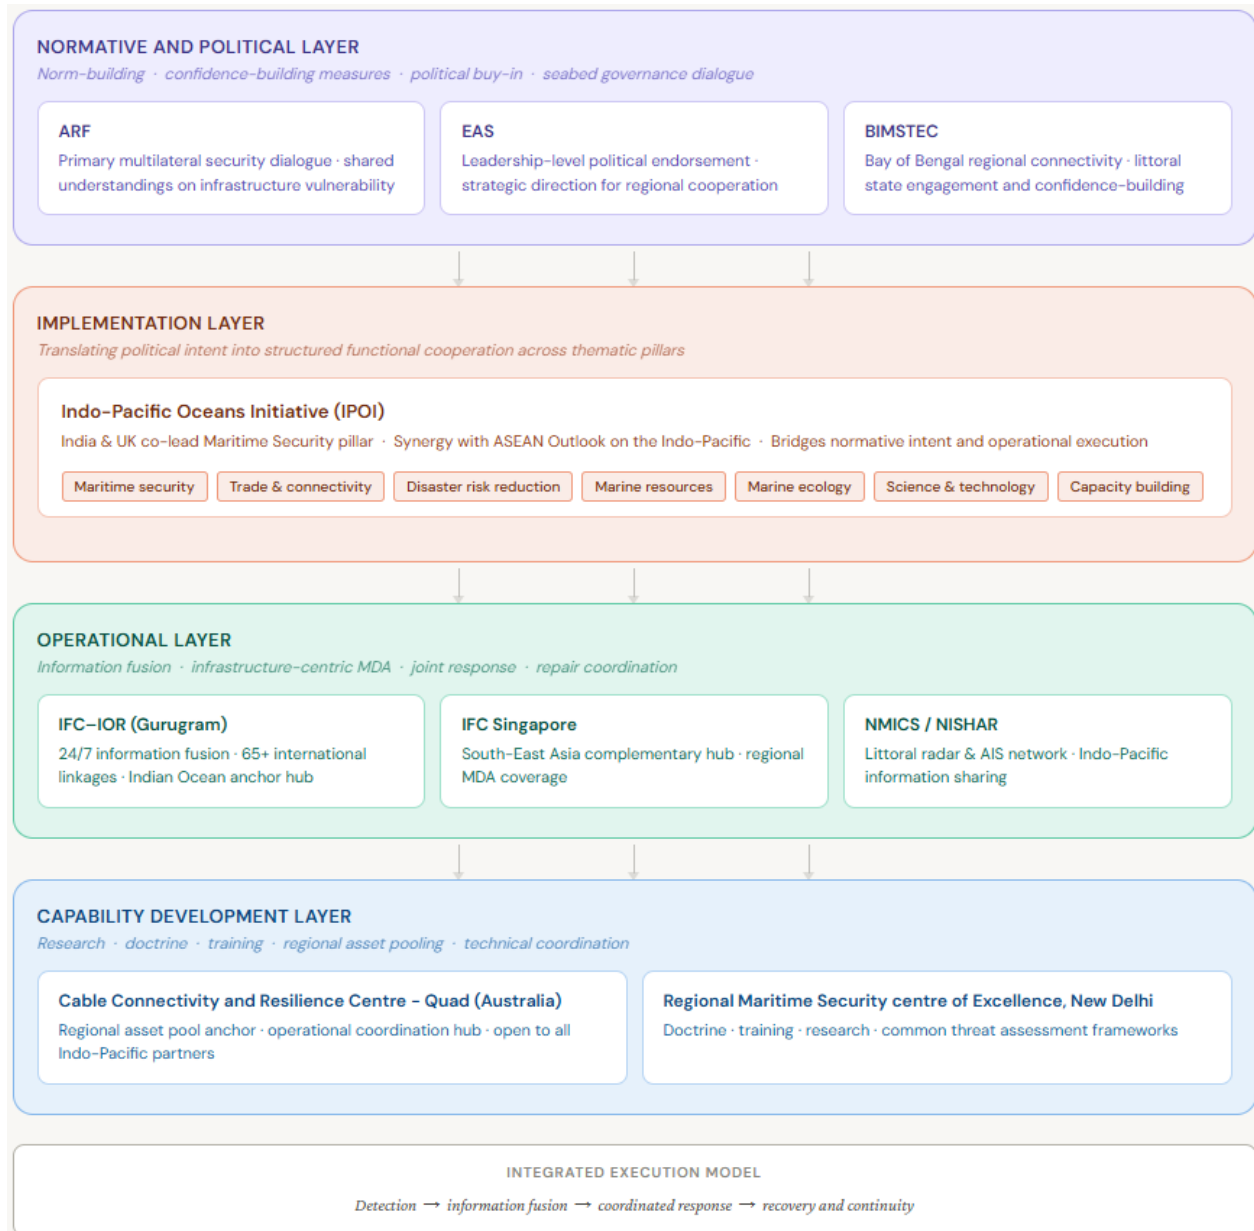 NORMATIVE AND POLITICAL LAYER
Norm-building · confidence-building measures · political buy-in · seabed governance dialogue
ARF
Primary multilateral security dialogue · shared
understandings on infrastructure vulnerability
EAS
Leadership-level political endorsement ·
strategic direction for regional cooperation
BIMSTEC
Bay of Bengal regional connectivity · littoral
state engagement and confidence-building
IMPLEMENTATION LAYER
Translating political intent into structured functional cooperation across thematic pillars
Indo-Pacific Oceans Initiative (IPOI)
India & UK co-lead Maritime Security pillar · Synergy with ASEAN Outlook on the Indo-Pacific · Bridges normative intent and operational execution
Maritime security
Trade & connectivity
Disaster risk reduction
Marine resources
Marine ecology
Science & technology
Capacity building
OPERATIONAL LAYER
Information fusion · infrastructure-centric MDA · joint response · repair coordination
IFC–IOR (Gurugram)
24/7 information fusion · 65+ international
linkages · Indian Ocean anchor hub
IFC Singapore
South-East Asia complementary hub · regional
MDA coverage
NMICS / NISHAR
Littoral radar & AIS network · Indo-Pacific
information sharing
CAPABILITY DEVELOPMENT LAYER
Research · doctrine · training · regional asset pooling · technical coordination
Cable Connectivity and Resilience Centre - Quad (Australia)
Regional asset pool anchor · operational coordination hub · open to all
Indo-Pacific partners
Regional Maritime Security centre of Excellence, New Delhi
Doctrine · training · research · common threat assessment frameworks
INTEGRATED EXECUTION MODEL
Detection → information fusion → coordinated response → recovery and continuity